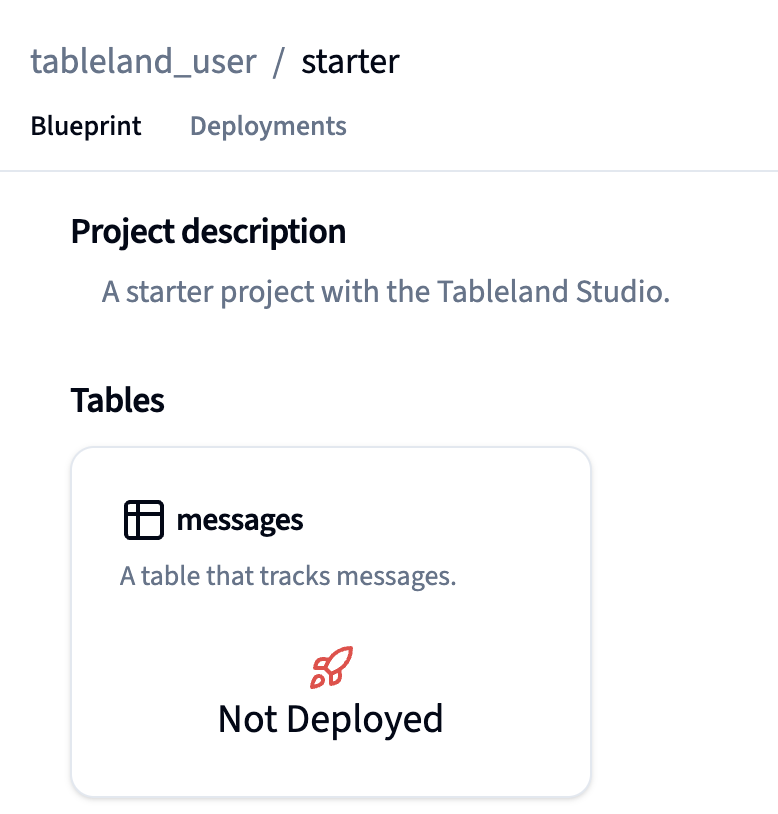 tableland_user / starter
Blueprint Deployments
Project description
A starter project with the Tableland Studio.
Tables
messages
A table that tracks messages.
Not Deployed